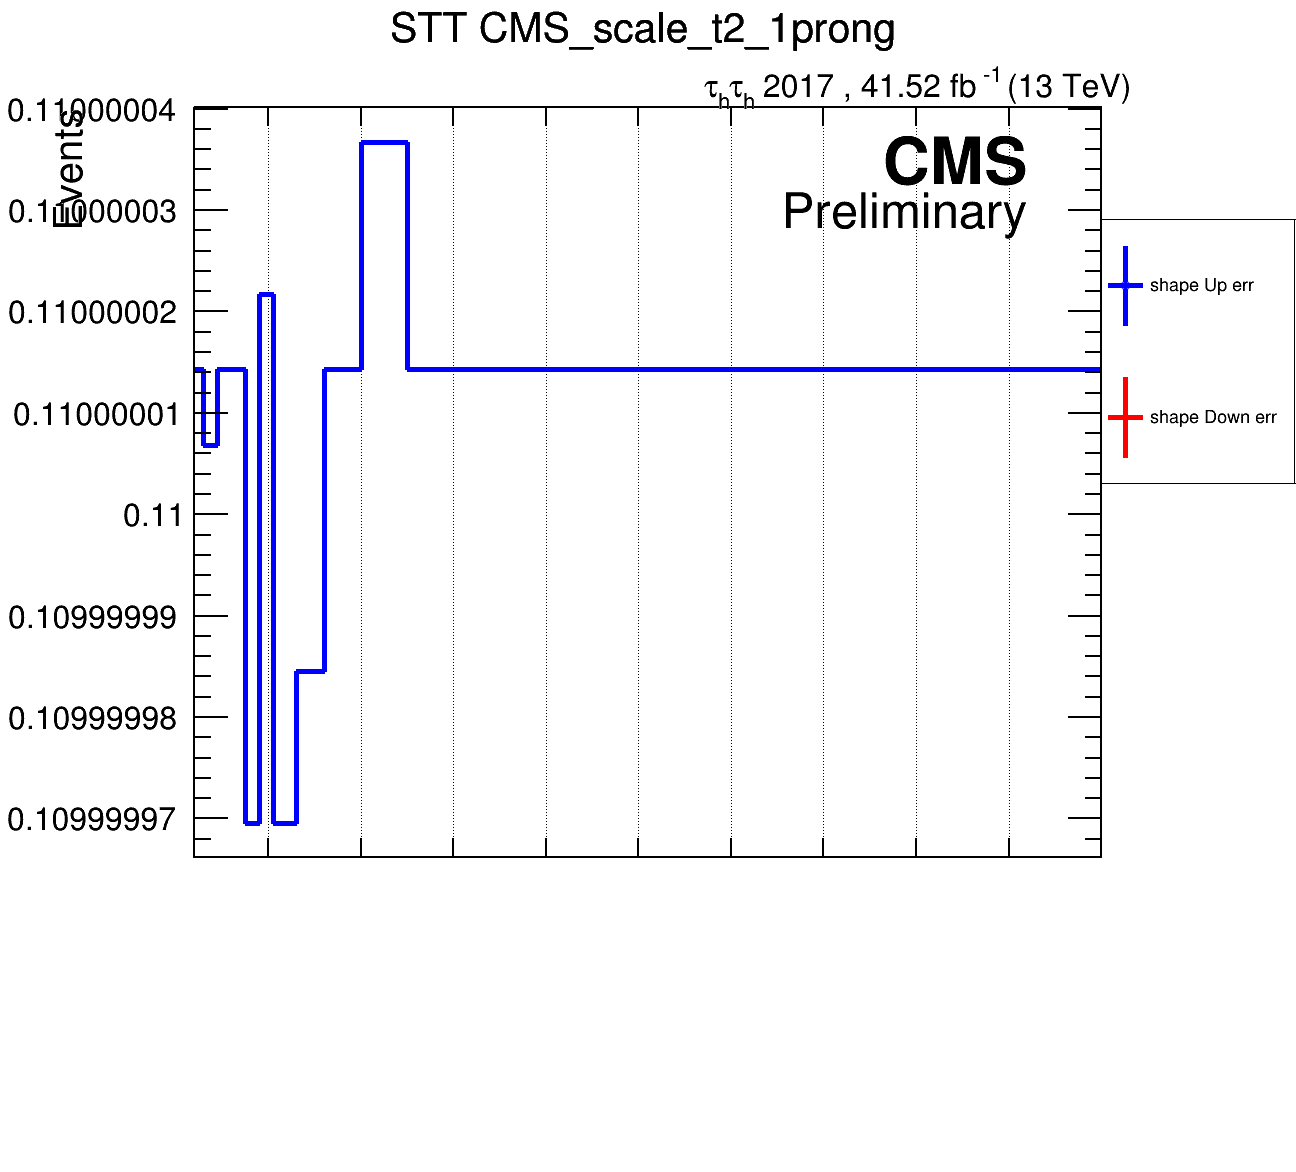 STT CMS_scale_t2_1prong
τhτh 2017 , 41.52 fb -1 (13 TeV)
Events
0.11000004
0.11000003
0.11000002
0.11000001
0.11
0.10999999
0.10999998
0.10999997
CMS
Preliminary
shape Up err
shape Down err